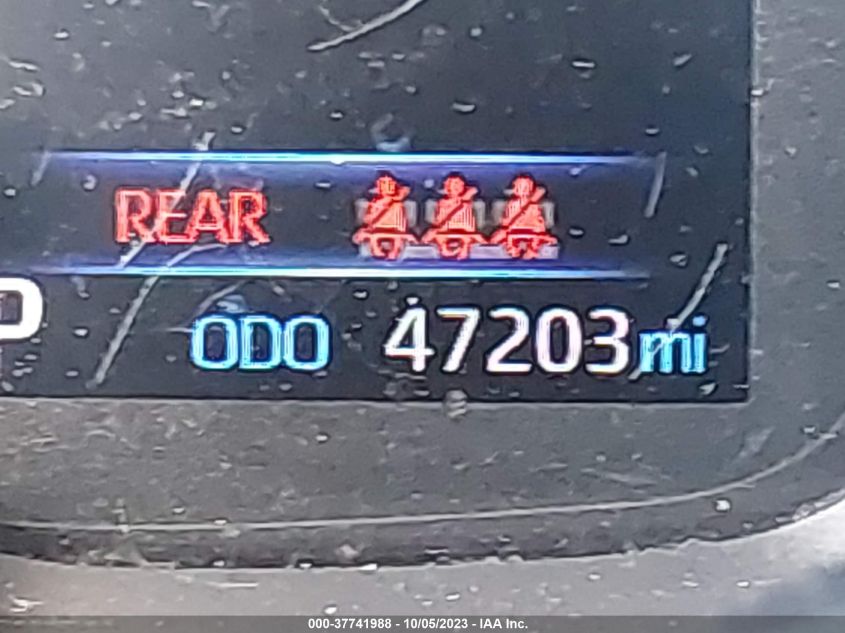 REAR
ODO 47203 mi
000-37741988 - 10/05/2023 - IAA Inc.